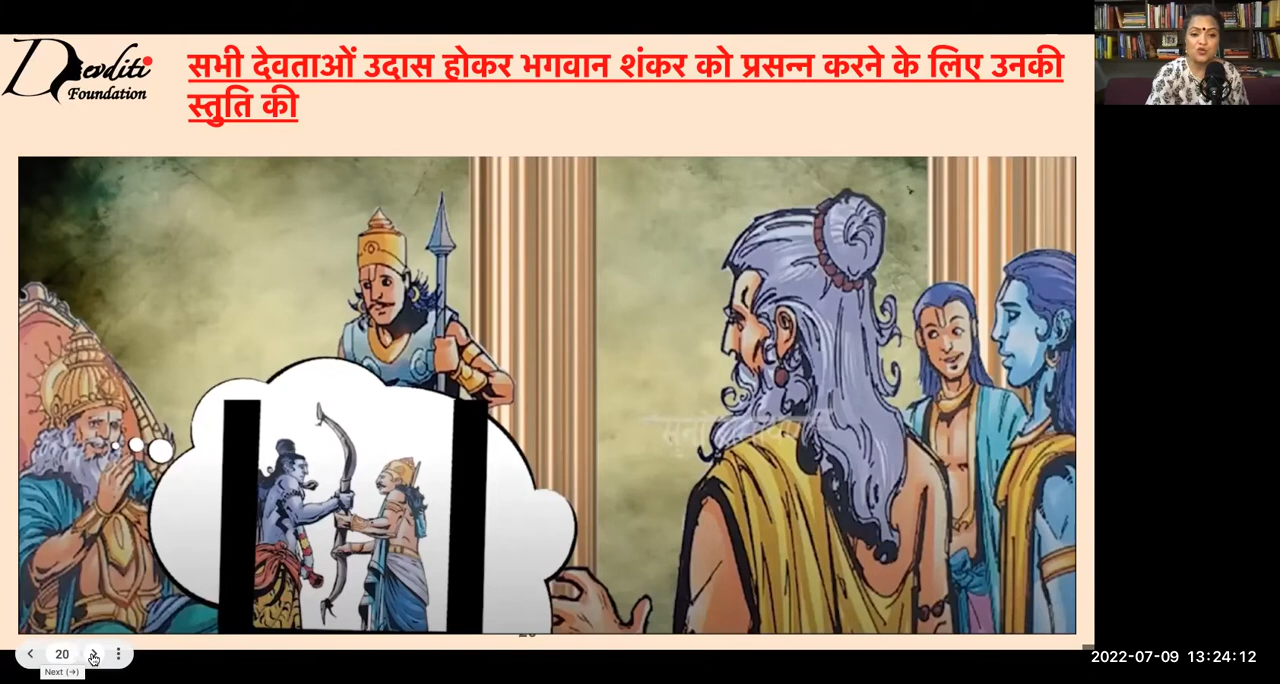 Devditi
Foundation
सभी देवताओं उदास होकर भगवान शंकर को प्रसन्न करने के लिए उनकी
स्तुति की
20
Next (→)
2022-07-09 13:24:12